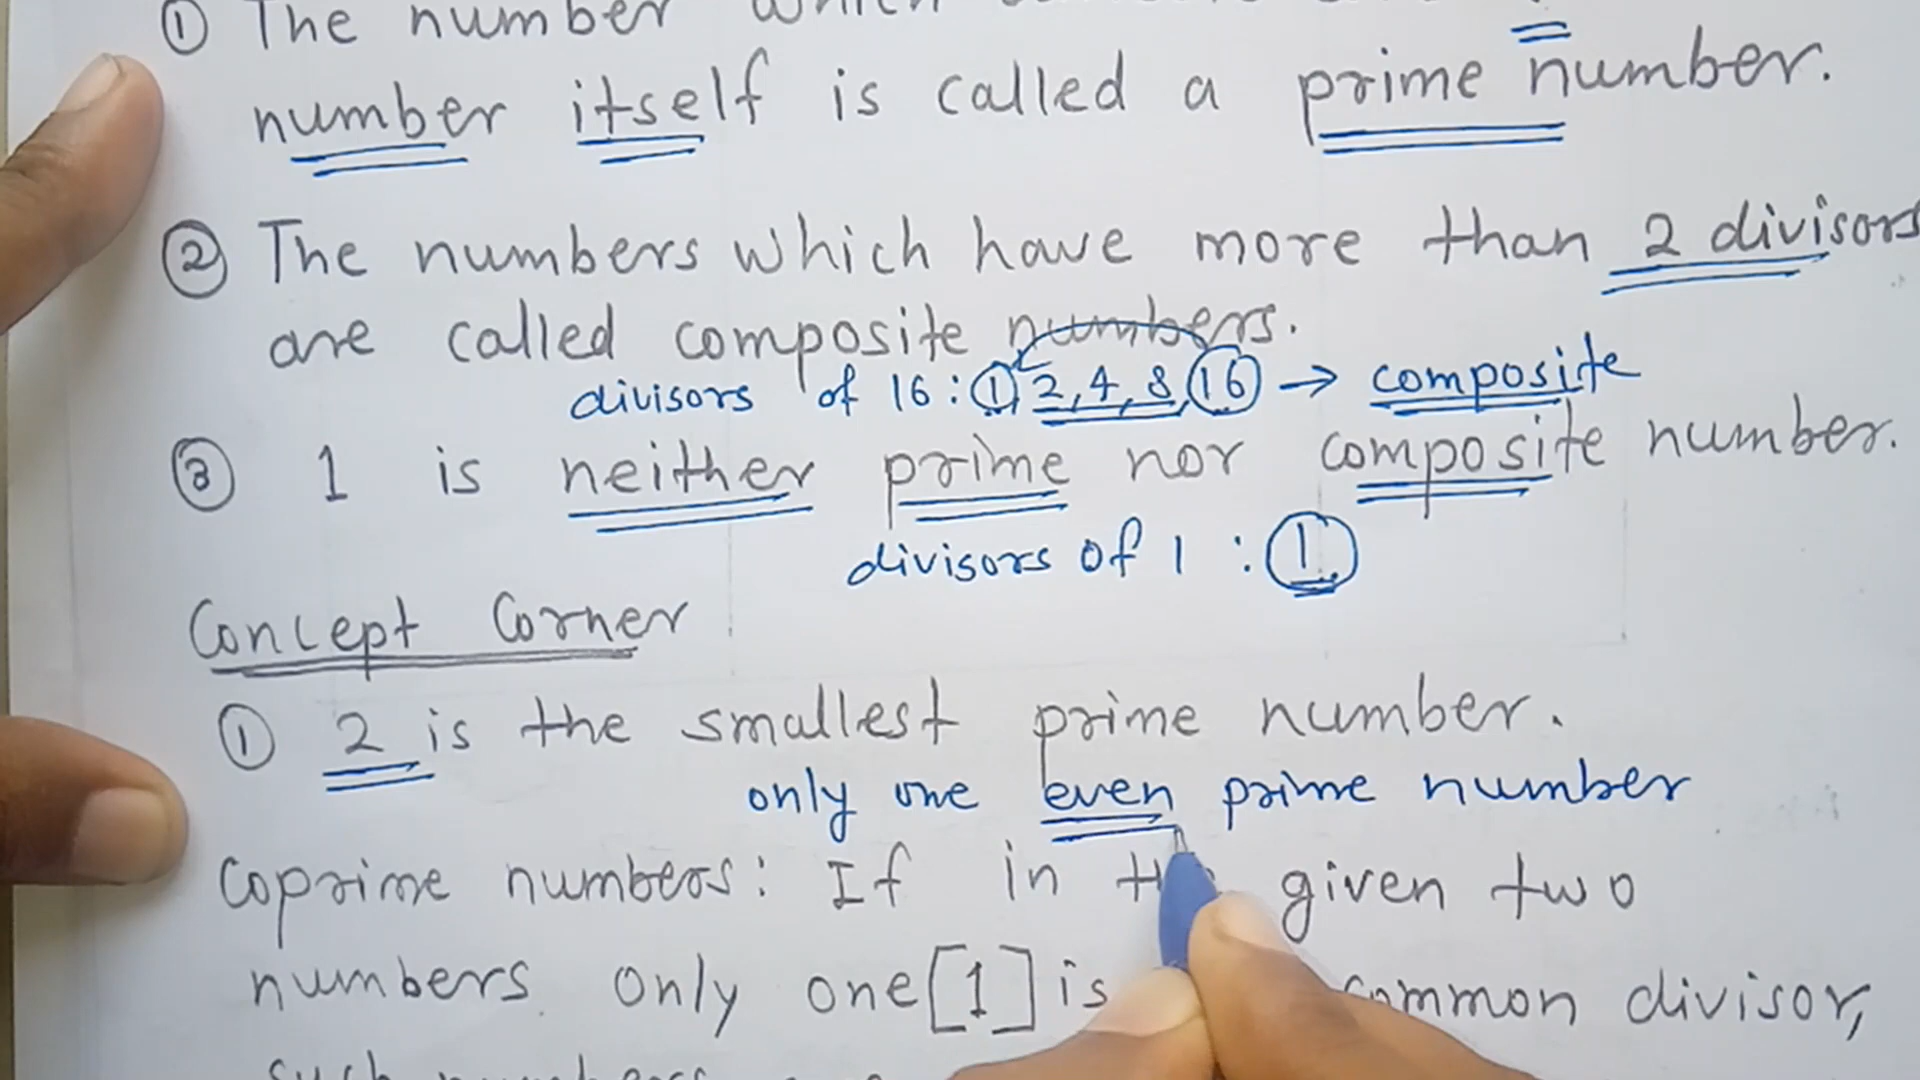 ① The number which
number itself is called a prime number.
② The numbers which have more than 2 divisors
are called composite numbers.
divisors of 16 : 1, 2, 4, 8, 16 → composite
③ 1 is neither prime nor composite number.
divisors of 1 : 1
Concept Corner
① 2 is the smallest prime number.
only one even prime number
coprime numbers: If in given two
numbers only one [1] is common divisor,
such numbers